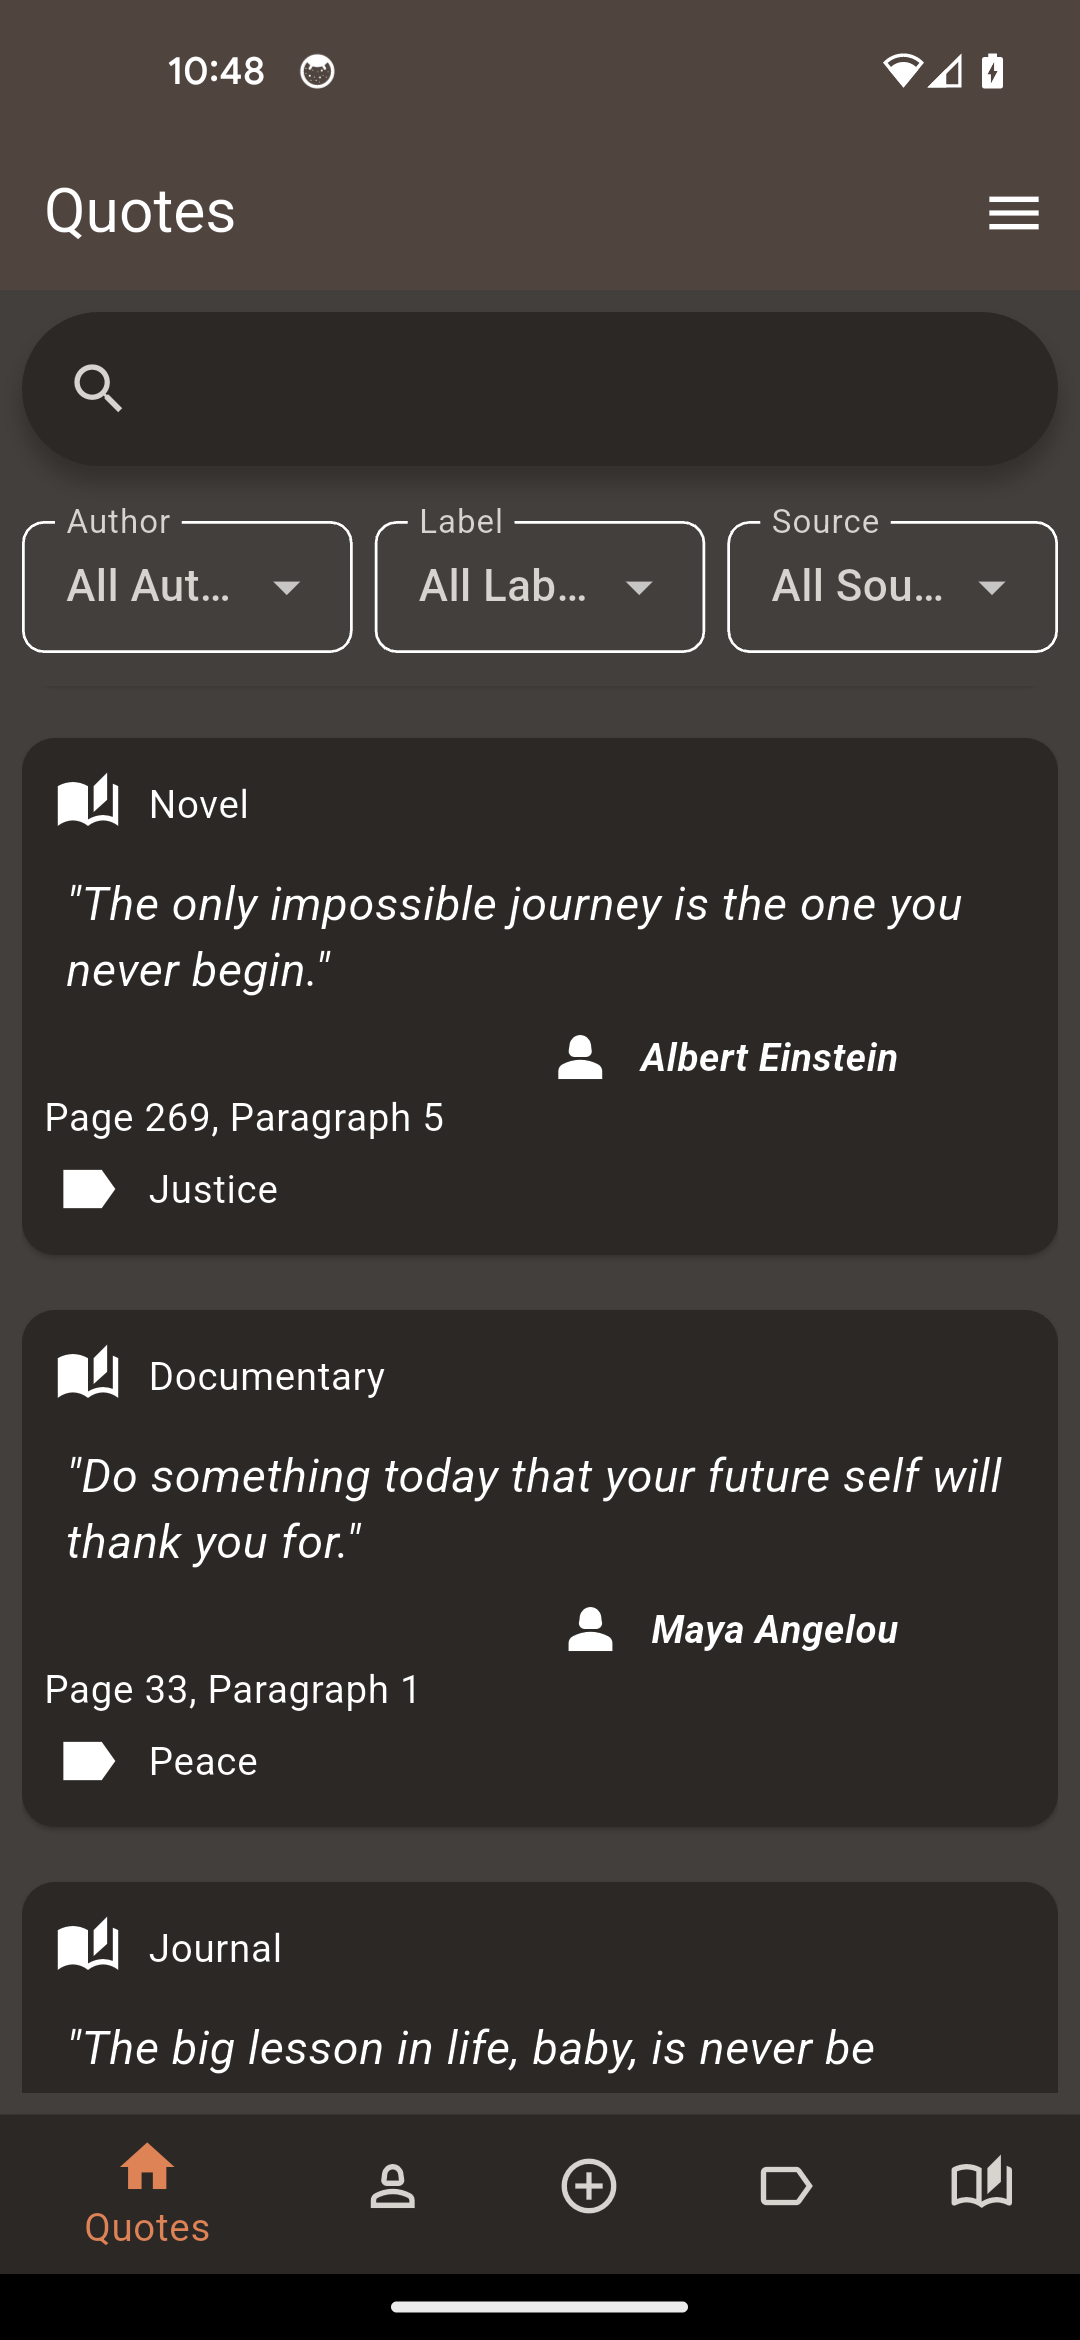 10:48
Quotes
Author
Label
Source
All Aut...
All Lab...
All Sou...
Novel
"The only impossible journey is the one you
never begin."
Albert Einstein
Page 269, Paragraph 5
Justice
Documentary
"Do something today that your future self will
thank you for."
Maya Angelou
Page 33, Paragraph 1
Peace
Journal
"The big lesson in life, baby, is never be
Quotes